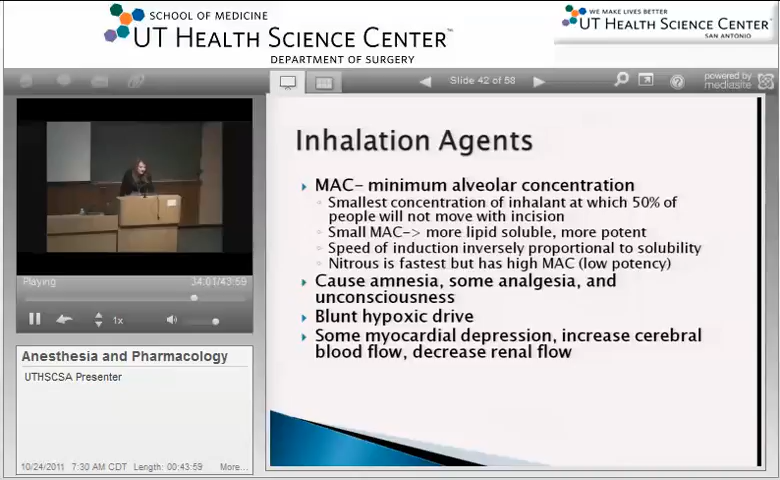 SCHOOL OF MEDICINE
UT HEALTH SCIENCE CENTER™
DEPARTMENT OF SURGERY
WE MAKE LIVES BETTER
UT HEALTH SCIENCE CENTER
SAN ANTONIO
Slide 42 of 58
powered by
mediasite
Playing
34:01/43:59
1x
Anesthesia and Pharmacology
UTHSCSA Presenter
10/24/2011 7:30 AM CDT Length: 00:43:59 More...
Inhalation Agents
MAC– minimum alveolar concentration
Smallest concentration of inhalant at which 50% of
people will not move with incision
Small MAC–> more lipid soluble, more potent
Speed of induction inversely proportional to solubility
Nitrous is fastest but has high MAC (low potency)
Cause amnesia, some analgesia, and
unconsciousness
Blunt hypoxic drive
Some myocardial depression, increase cerebral
blood flow, decrease renal flow